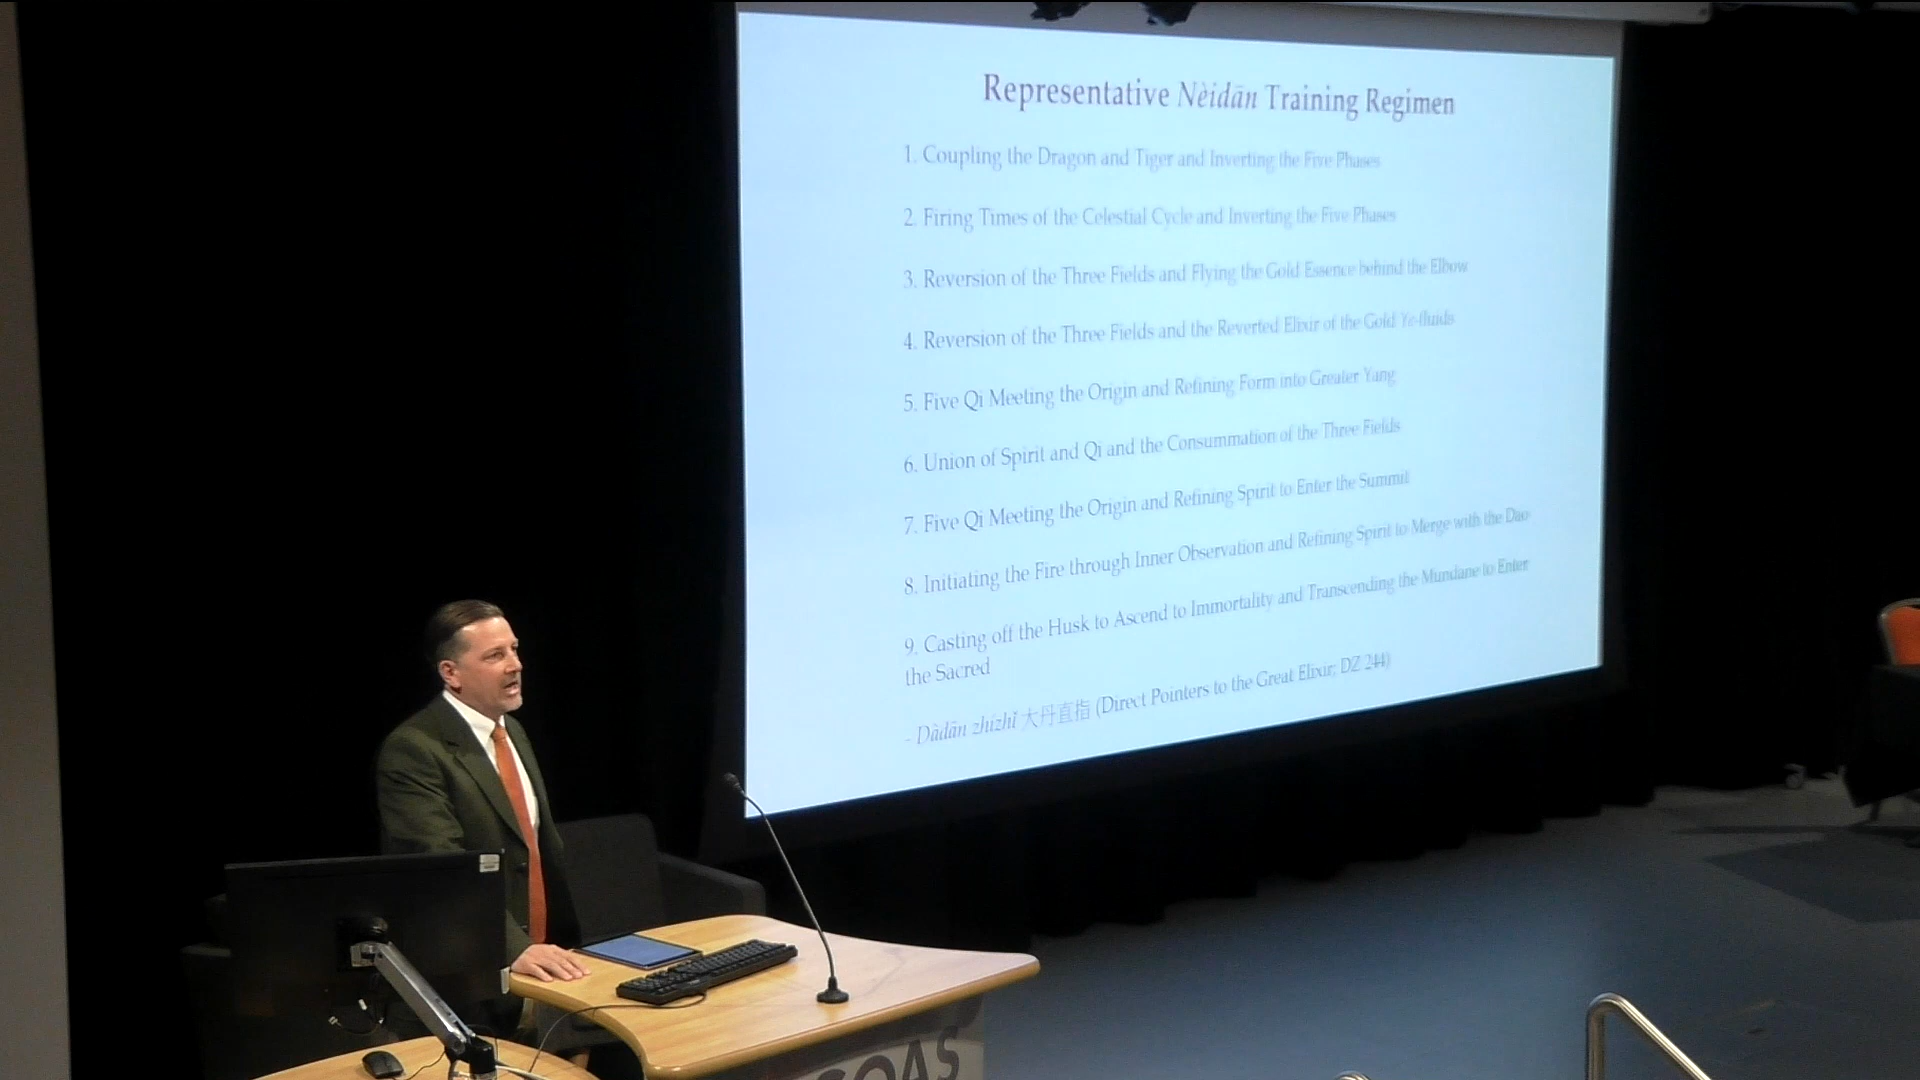 Representative Nèidān Training Regimen
1. Coupling the Dragon and Tiger and Inverting the Five Phases
2. Firing Times of the Celestial Cycle and Inverting the Five Phases
3. Reversion of the Three Fields and Flying the Gold Essence behind the Elbow
4. Reversion of the Three Fields and the Reverted Elixir of the Gold Ye-fluids
5. Five Qi Meeting the Origin and Refining Form into Greater Yang
6. Union of Spirit and Qi and the Consummation of the Three Fields
7. Five Qi Meeting the Origin and Refining Spirit to Enter the Summit
8. Initiating the Fire through Inner Observation and Refining Spirit to Merge with the Dao
9. Casting off the Husk to Ascend to Immortality and Transcending the Mundane to Enter
the Sacred
- Dàdān zhízhǐ 大丹直指 (Direct Pointers to the Great Elixir; DZ 244)
SOAS